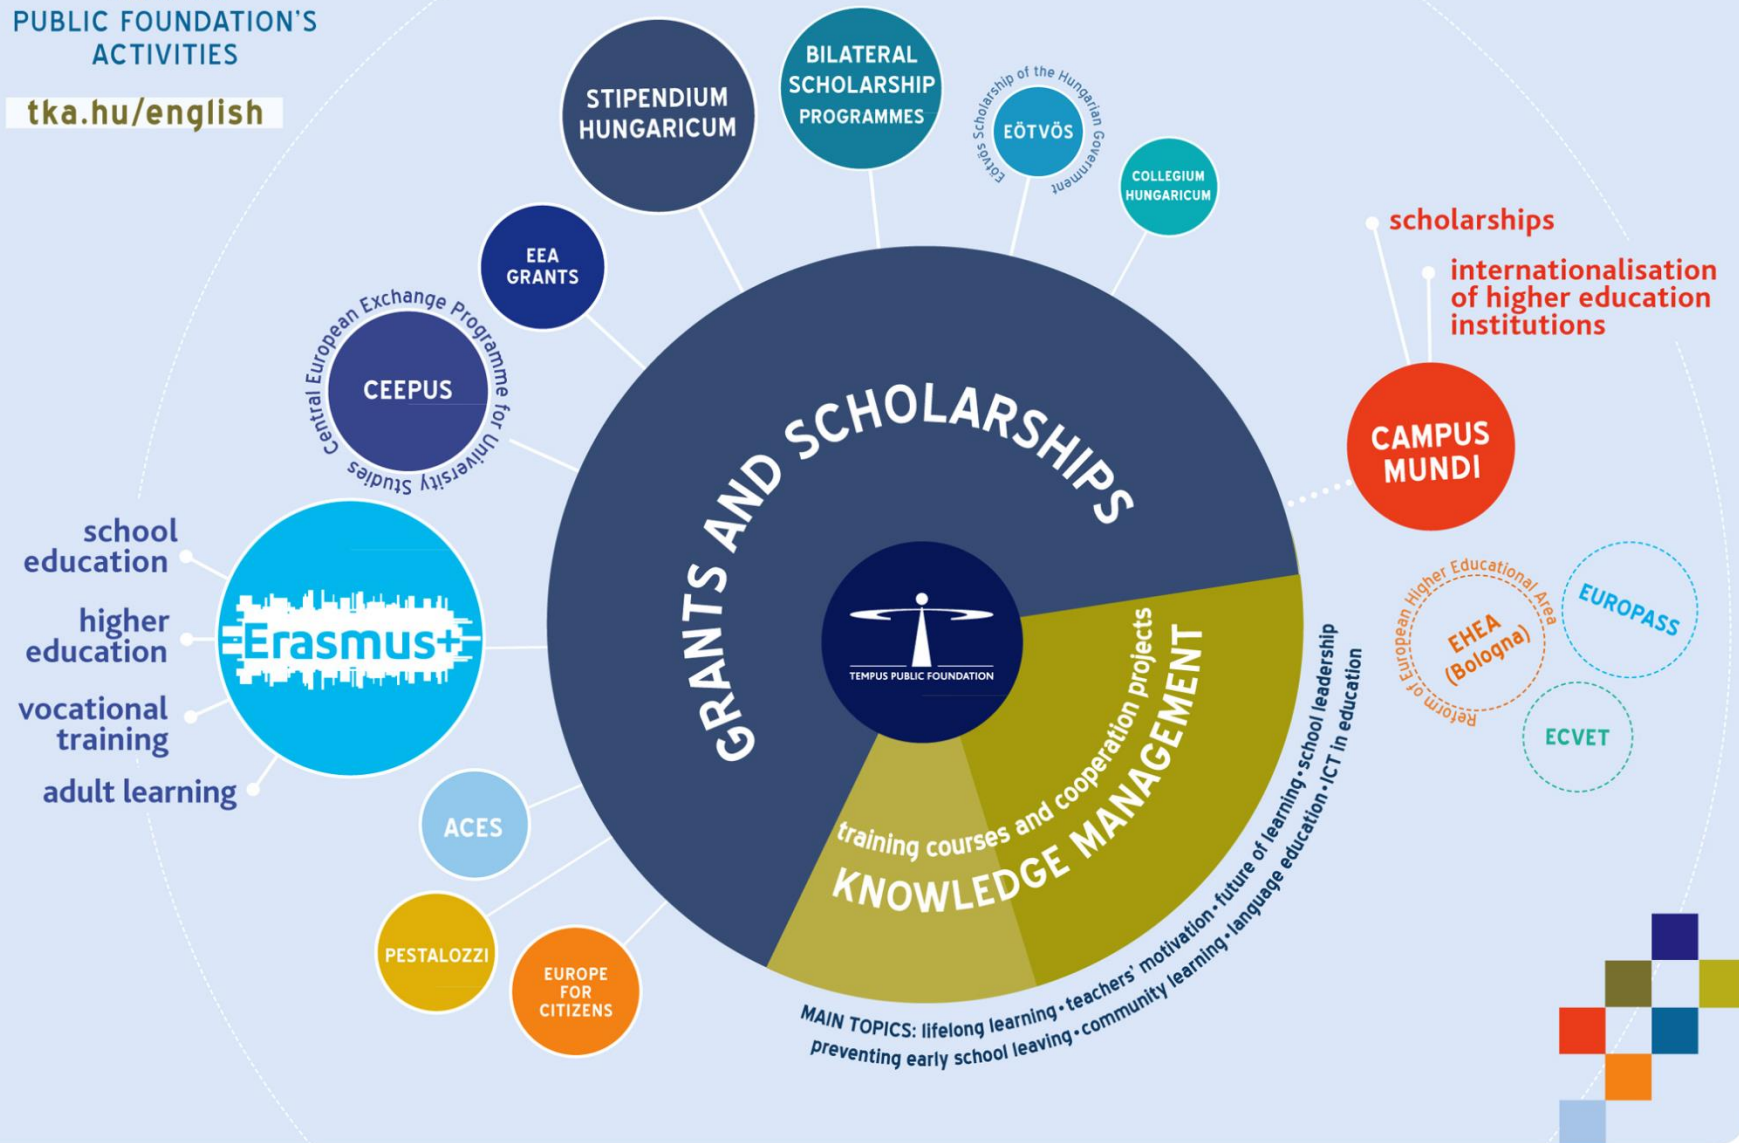 PUBLIC FOUNDATION'S
ACTIVITIES
tka.hu/english
STIPENDIUM
HUNGARICUM
BILATERAL
SCHOLARSHIP
PROGRAMMES
Eötvös Scholarship of the Hungarian Government
EÖTVÖS
COLLEGIUM
HUNGARICUM
EEA
GRANTS
Central European Exchange Programme for University Studies
CEEPUS
school
education
higher
education
vocational
training
adult learning
Erasmus+
ACES
PESTALOZZI
EUROPE
FOR
CITIZENS
GRANTS AND SCHOLARSHIPS
TEMPUS PUBLIC FOUNDATION
training courses and cooperation projects
KNOWLEDGE MANAGEMENT
MAIN TOPICS: lifelong learning • teachers' motivation • future of learning • school leadership
preventing early school leaving • community learning • language education • ICT in education
scholarships
internationalisation
of higher education
institutions
CAMPUS
MUNDI
Reform of European Higher Educational Area
EHEA
(Bologna)
EUROPASS
ECVET